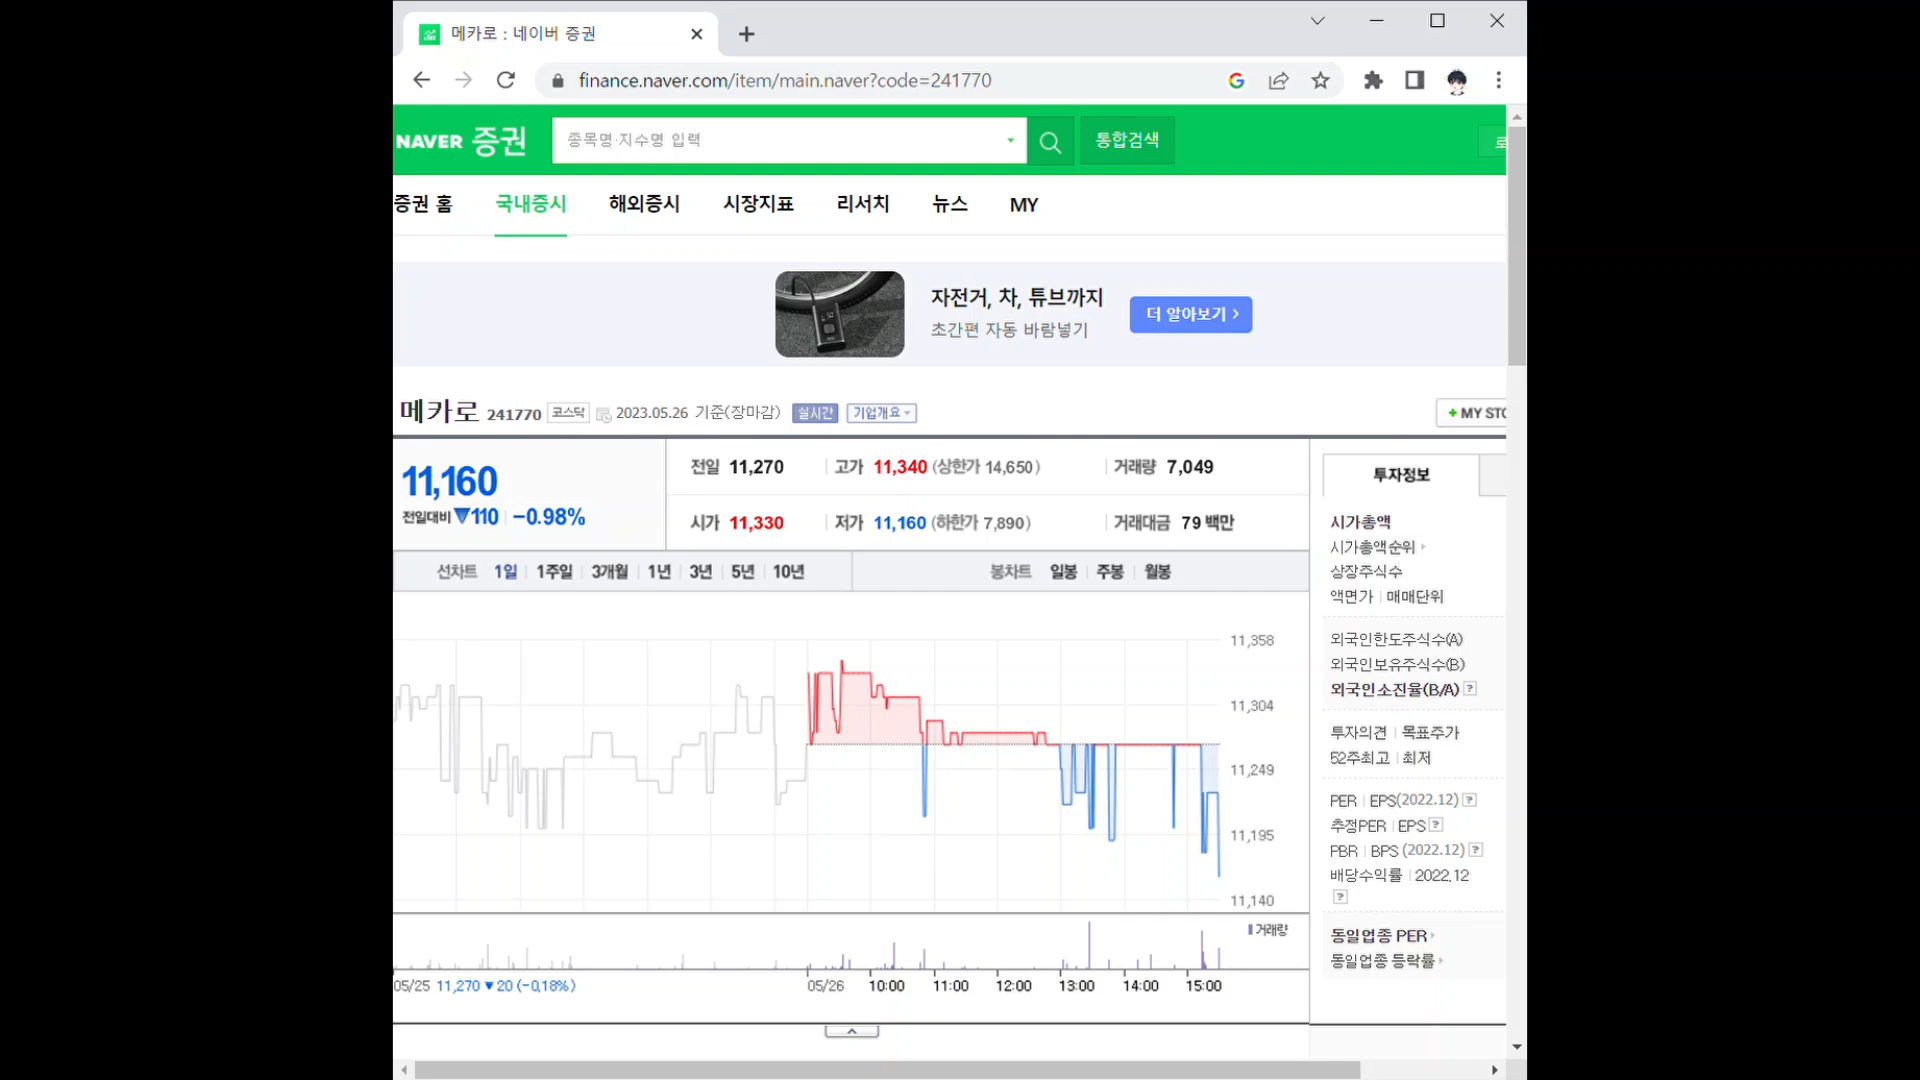 메카로 : 네이버 증권
finance.naver.com/item/main.naver?code=241770
NAVER 증권
종목명·지수명 입력
통합검색
증권 홈 국내증시 해외증시 시장지표 리서치 뉴스 MY
자전거, 차, 튜브까지
초간편 자동 바람넣기
더 알아보기 >
메카로 241770 코스닥 2023.05.26 기준(장마감) 실시간 기업개요
+ MY STO
11,160
전일대비 ▼110 | -0.98%
전일 11,270 | 고가 11,340 (상한가 14,650) | 거래량 7,049
시가 11,330 | 저가 11,160 (하한가 7,890) | 거래대금 79 백만
선차트 1일 1주일 3개월 1년 3년 5년 10년
봉차트 일봉 주봉 월봉
11,358
11,304
11,249
11,195
11,140
거래량
05/25 11,270 ▼ 20 (-0.18%)
05/26 10:00 11:00 12:00 13:00 14:00 15:00
투자정보
시가총액
시가총액순위
상장주식수
액면가 | 매매단위
외국인한도주식수(A)
외국인보유주식수(B)
외국인소진율(B/A) ?
투자의견 | 목표주가
52주최고 | 최저
PER | EPS(2022.12) ?
추정PER | EPS ?
PBR | BPS (2022.12) ?
배당수익률 | 2022.12
?
동일업종 PER
동일업종 등락률